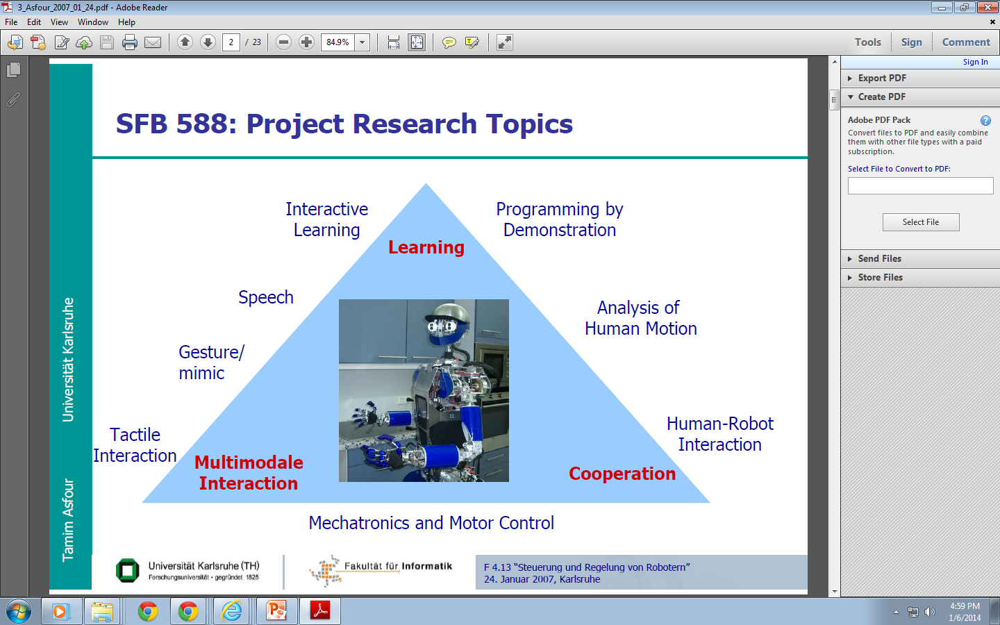 3_Asfour_2007_01_24.pdf - Adobe Reader
File Edit View Window Help
2 / 23 84.9% Tools Sign Comment
Sign In
Export PDF
Create PDF
Adobe PDF Pack
Convert files to PDF and easily combine
them with other file types with a paid
subscription.
Select File to Convert to PDF:
Select File
Send Files
Store Files
SFB 588: Project Research Topics
Interactive
Learning
Programming by
Demonstration
Learning
Speech
Analysis of
Human Motion
Gesture/
mimic
Tactile
Interaction
Human-Robot
Interaction
Multimodale
Interaction
Cooperation
Mechatronics and Motor Control
Tamim Asfour Universität Karlsruhe
Universität Karlsruhe (TH)
Forschungsuniversität • gegründet 1825
Fakultät für Informatik
F 4.13 “Steuerung und Regelung von Robotern”
24. Januar 2007, Karlsruhe
4:59 PM
1/6/2014